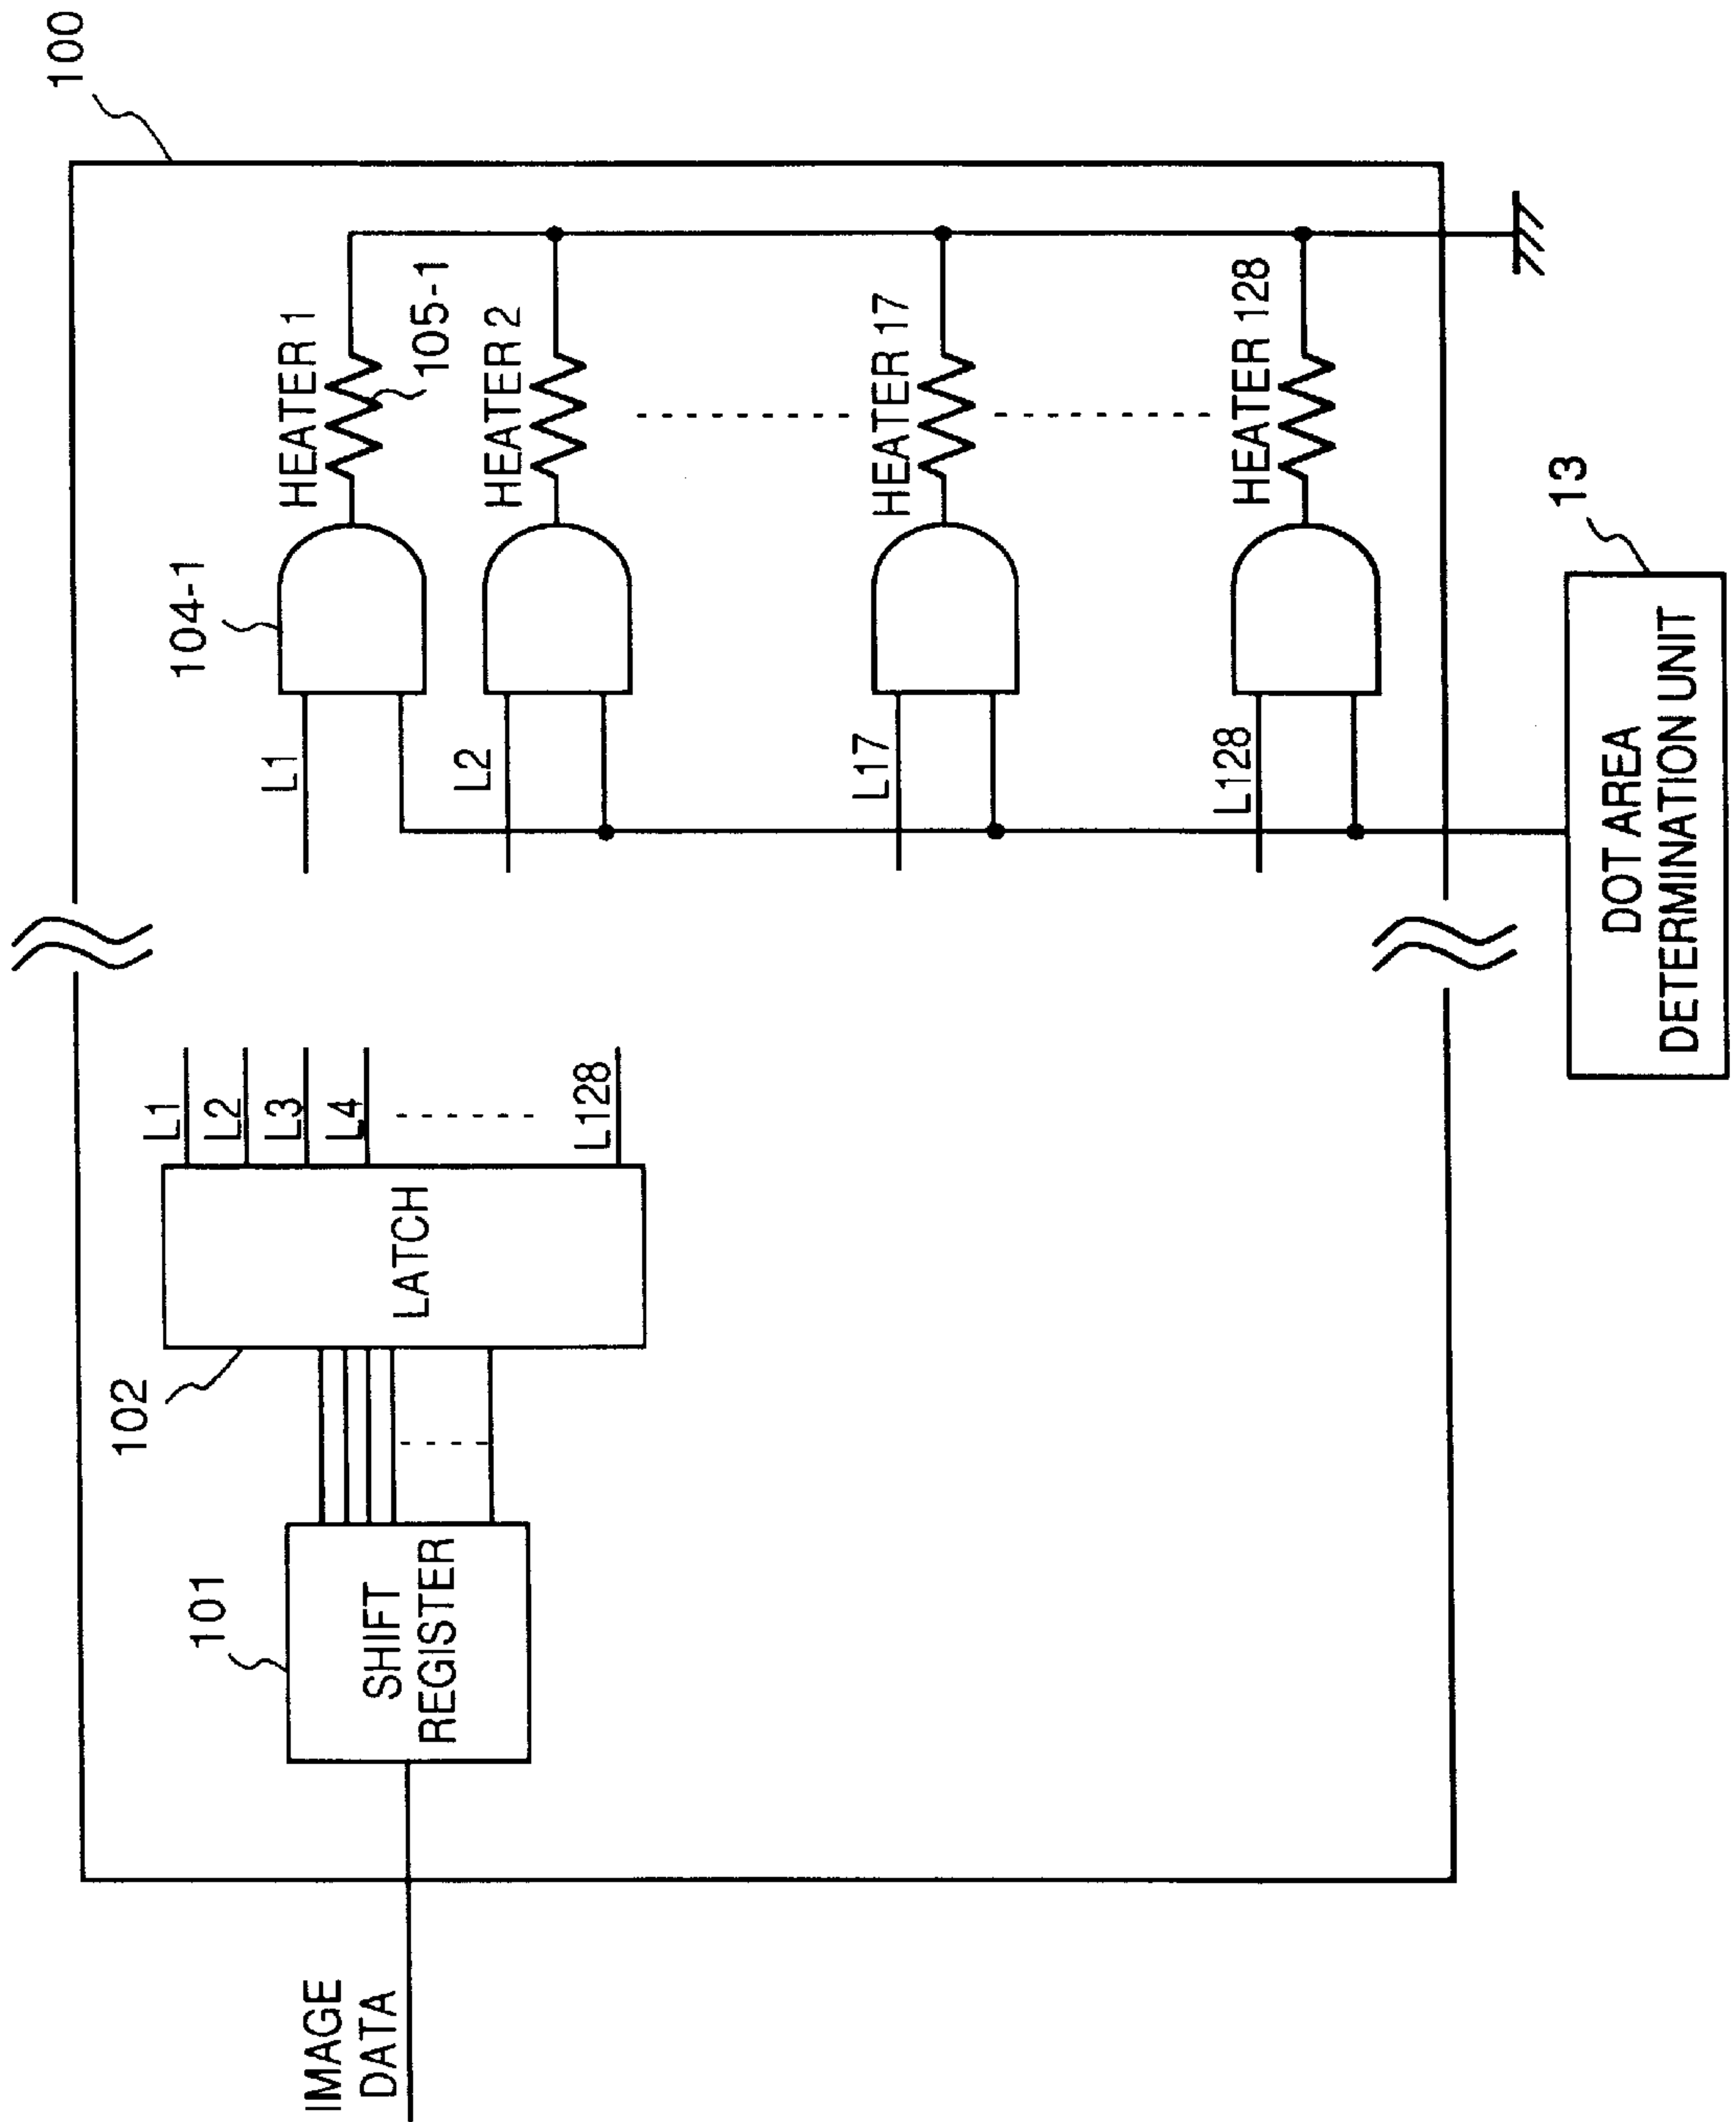 100
IMAGE
DATA
101
SHIFT
REGISTER
102
LATCH
L1
L2
L3
L4
L128
L1
L2
L17
L128
104-1
HEATER 1
105-1
HEATER 2
HEATER 17
HEATER 128
13
DOT AREA
DETERMINATION UNIT